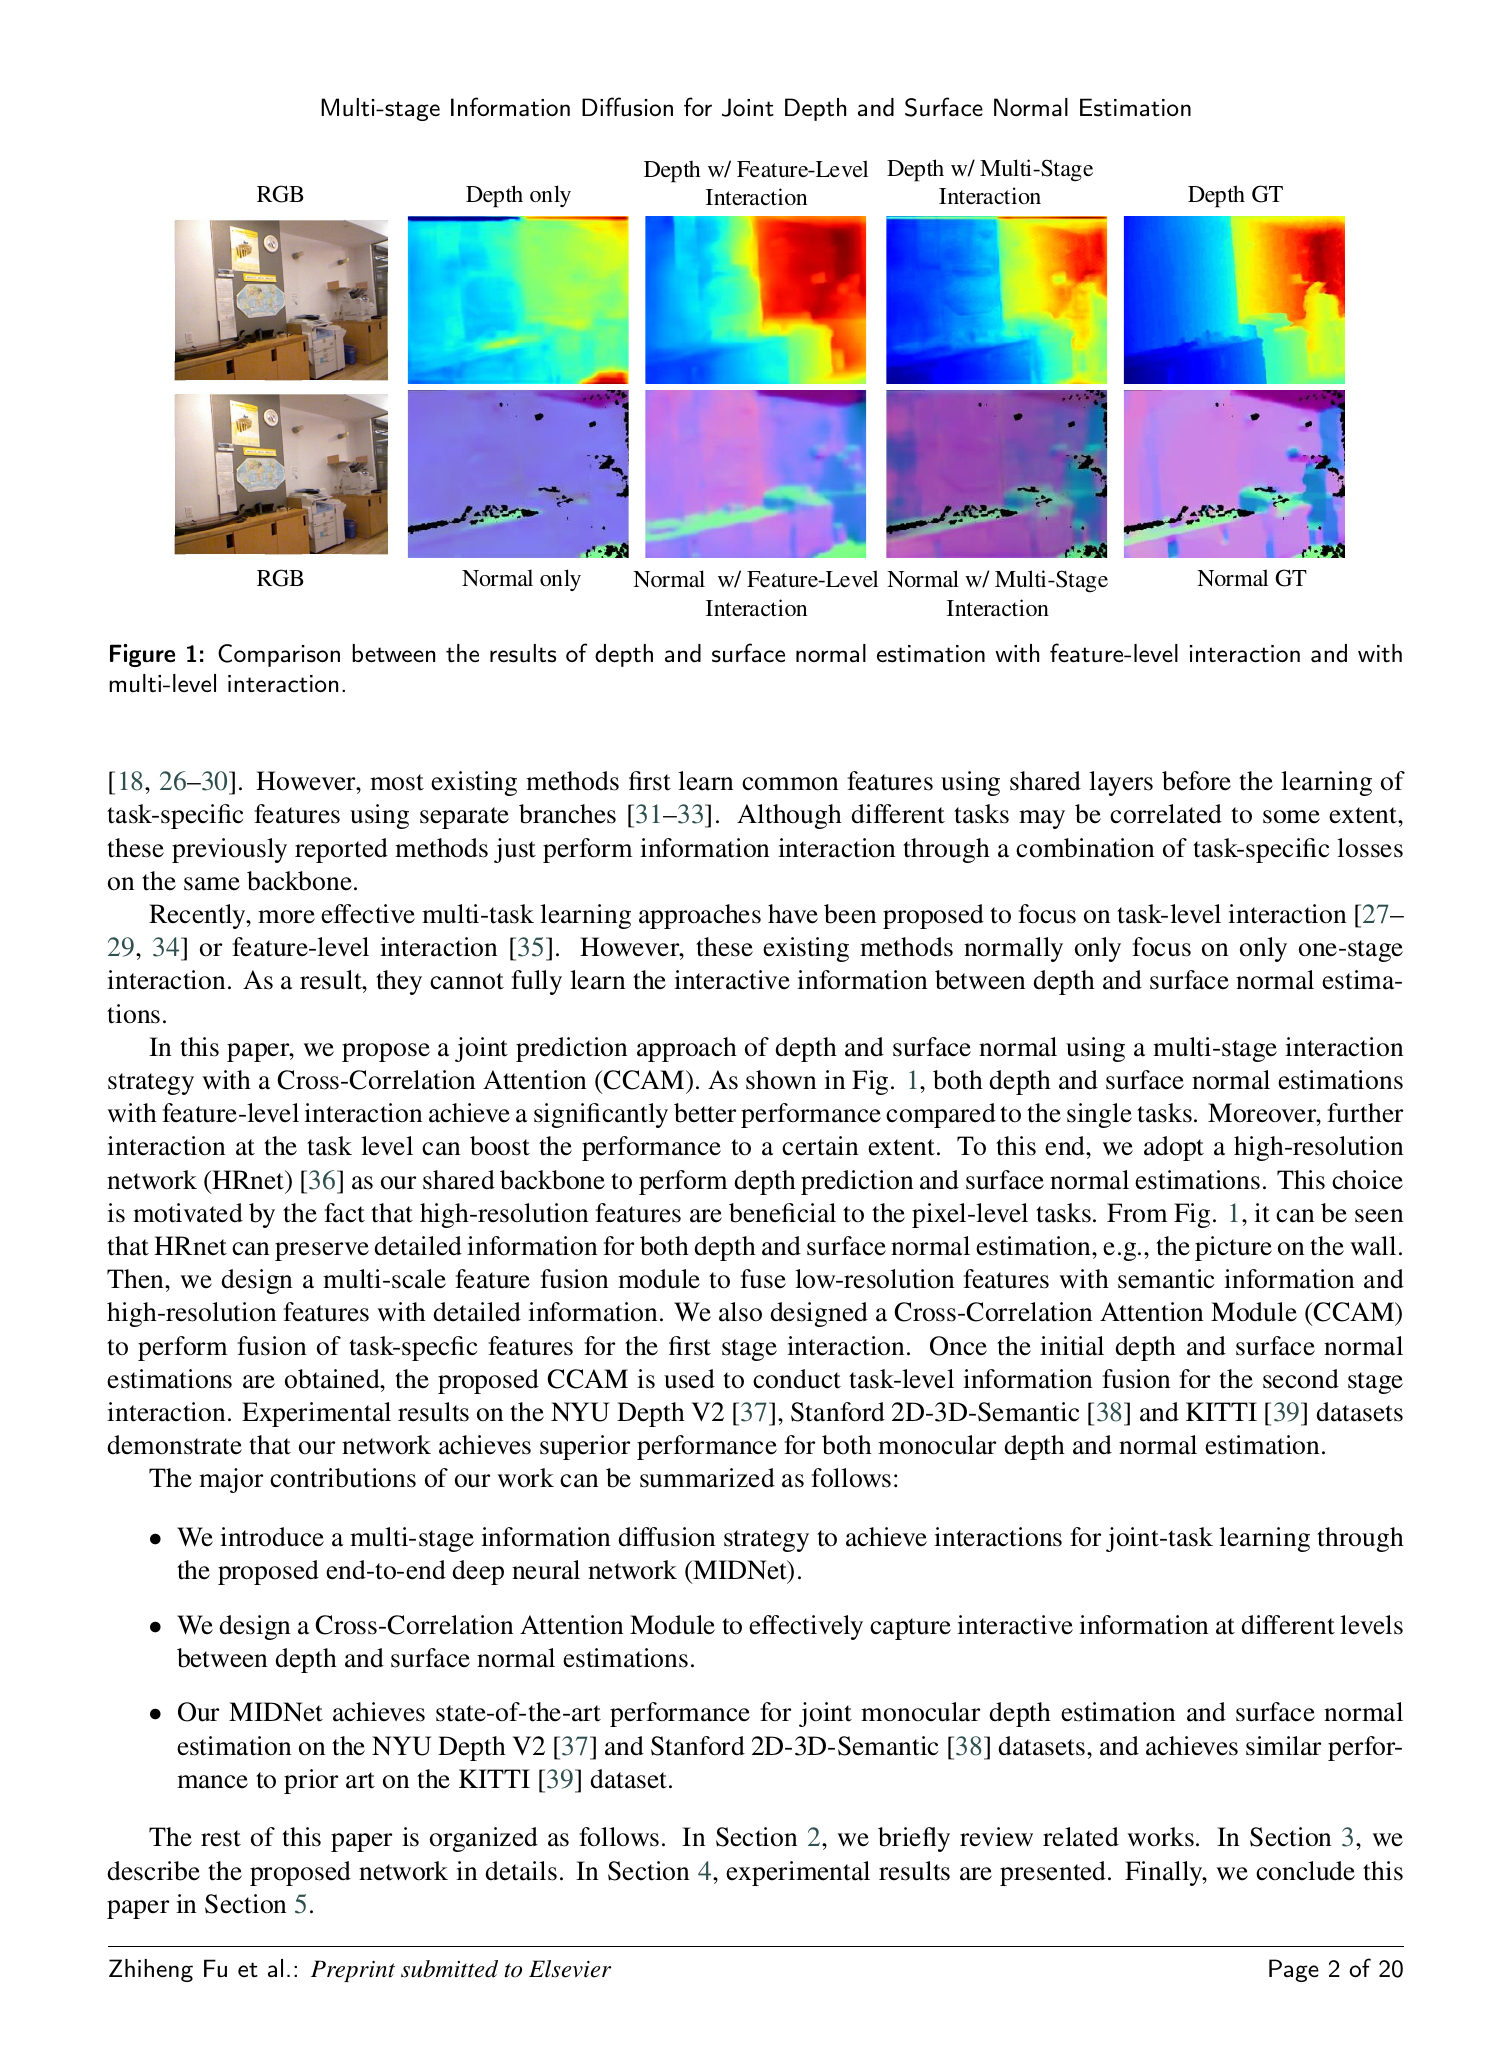 Multi-stage Information Diffusion for Joint Depth and Surface Normal Estimation
RGB
Depth only
Depth w/ Feature-Level
Interaction
Depth w/ Multi-Stage
Interaction
Depth GT
RGB
Normal only
Normal w/ Feature-Level
Interaction
Normal w/ Multi-Stage
Interaction
Normal GT
Figure 1: Comparison between the results of depth and surface normal estimation with feature-level interaction and with
multi-level interaction.
[18, 26–30]. However, most existing methods first learn common features using shared layers before the learning of
task-specific features using separate branches [31–33]. Although different tasks may be correlated to some extent,
these previously reported methods just perform information interaction through a combination of task-specific losses
on the same backbone.
Recently, more effective multi-task learning approaches have been proposed to focus on task-level interaction [27–
29, 34] or feature-level interaction [35]. However, these existing methods normally only focus on only one-stage
interaction. As a result, they cannot fully learn the interactive information between depth and surface normal estima-
tions.
In this paper, we propose a joint prediction approach of depth and surface normal using a multi-stage interaction
strategy with a Cross-Correlation Attention (CCAM). As shown in Fig. 1, both depth and surface normal estimations
with feature-level interaction achieve a significantly better performance compared to the single tasks. Moreover, further
interaction at the task level can boost the performance to a certain extent. To this end, we adopt a high-resolution
network (HRnet) [36] as our shared backbone to perform depth prediction and surface normal estimations. This choice
is motivated by the fact that high-resolution features are beneficial to the pixel-level tasks. From Fig. 1, it can be seen
that HRnet can preserve detailed information for both depth and surface normal estimation, e.g., the picture on the wall.
Then, we design a multi-scale feature fusion module to fuse low-resolution features with semantic information and
high-resolution features with detailed information. We also designed a Cross-Correlation Attention Module (CCAM)
to perform fusion of task-specfic features for the first stage interaction. Once the initial depth and surface normal
estimations are obtained, the proposed CCAM is used to conduct task-level information fusion for the second stage
interaction. Experimental results on the NYU Depth V2 [37], Stanford 2D-3D-Semantic [38] and KITTI [39] datasets
demonstrate that our network achieves superior performance for both monocular depth and normal estimation.
The major contributions of our work can be summarized as follows:
• We introduce a multi-stage information diffusion strategy to achieve interactions for joint-task learning through
the proposed end-to-end deep neural network (MIDNet).
• We design a Cross-Correlation Attention Module to effectively capture interactive information at different levels
between depth and surface normal estimations.
• Our MIDNet achieves state-of-the-art performance for joint monocular depth estimation and surface normal
estimation on the NYU Depth V2 [37] and Stanford 2D-3D-Semantic [38] datasets, and achieves similar perfor-
mance to prior art on the KITTI [39] dataset.
The rest of this paper is organized as follows. In Section 2, we briefly review related works. In Section 3, we
describe the proposed network in details. In Section 4, experimental results are presented. Finally, we conclude this
paper in Section 5.
Zhiheng Fu et al.: Preprint submitted to Elsevier
Page 2 of 20